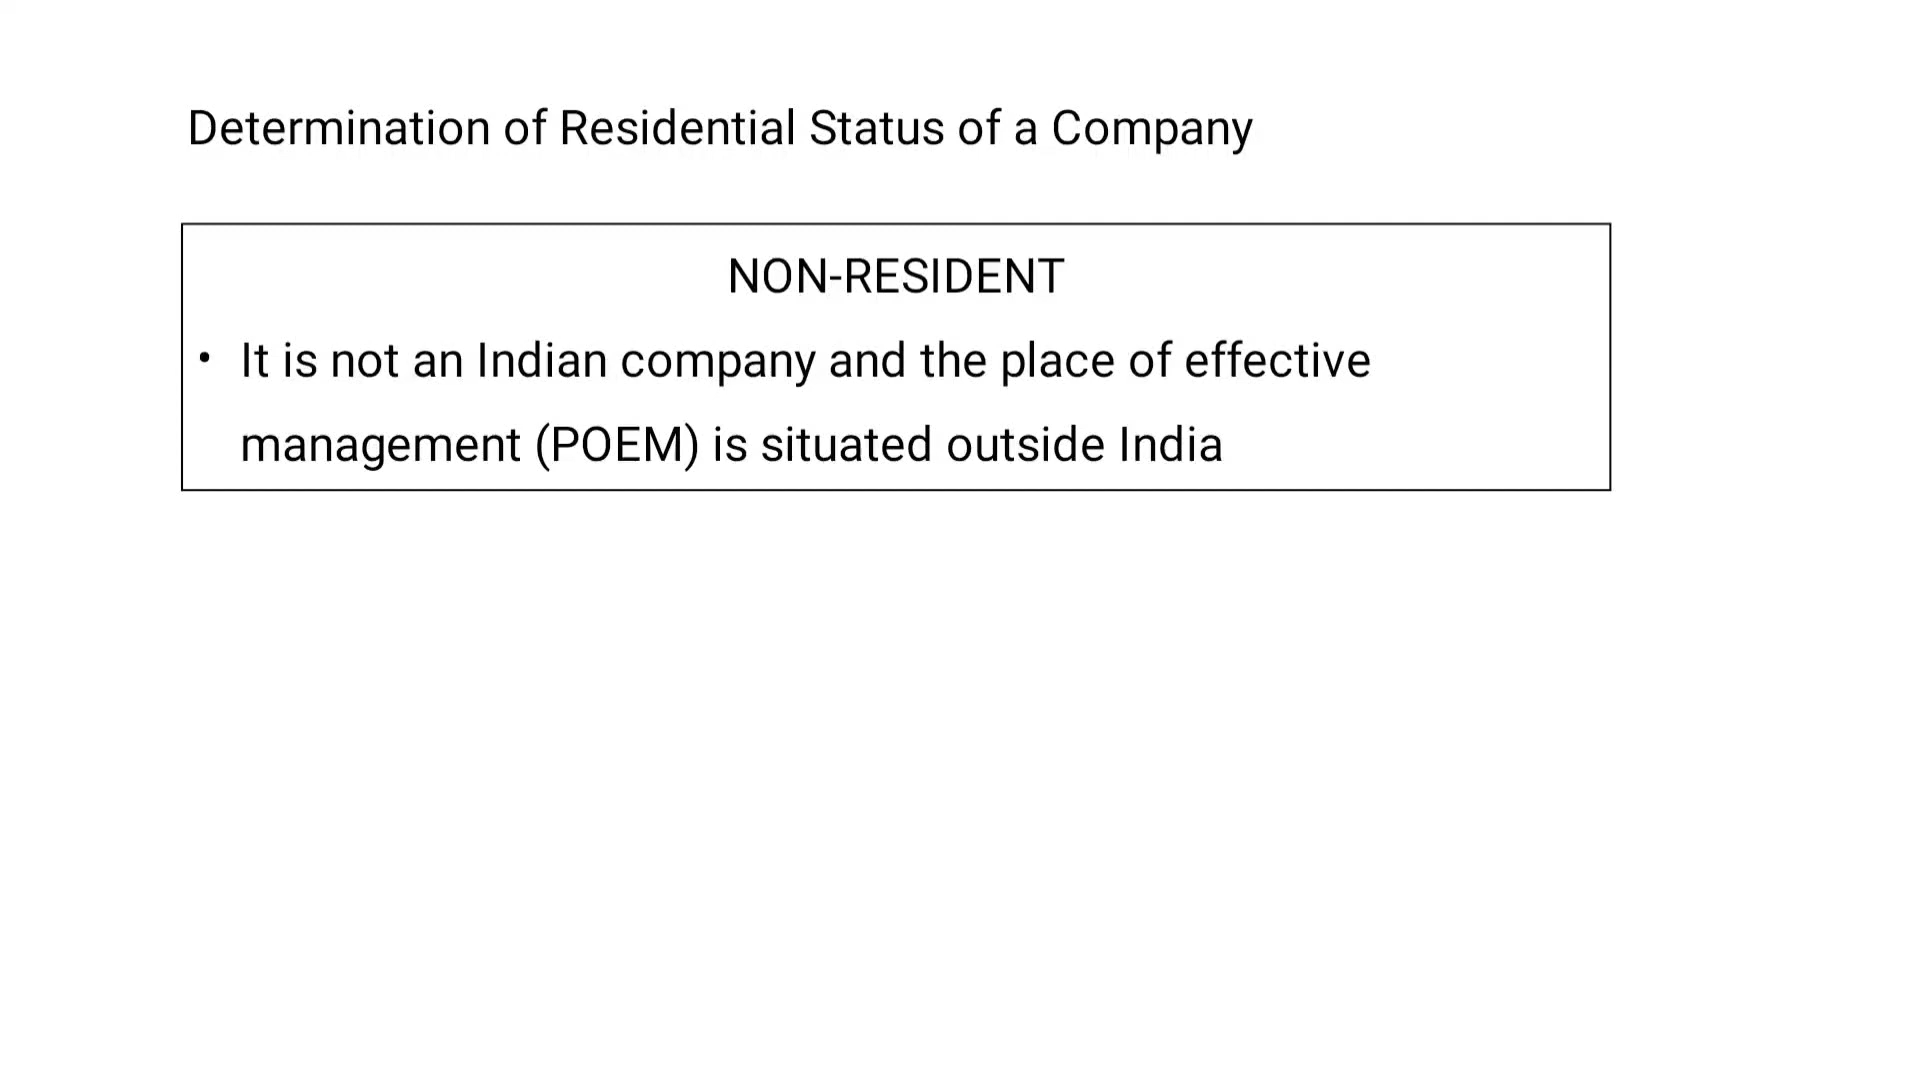 Determination of Residential Status of a Company
NON-RESIDENT
• It is not an Indian company and the place of effective
management (POEM) is situated outside India